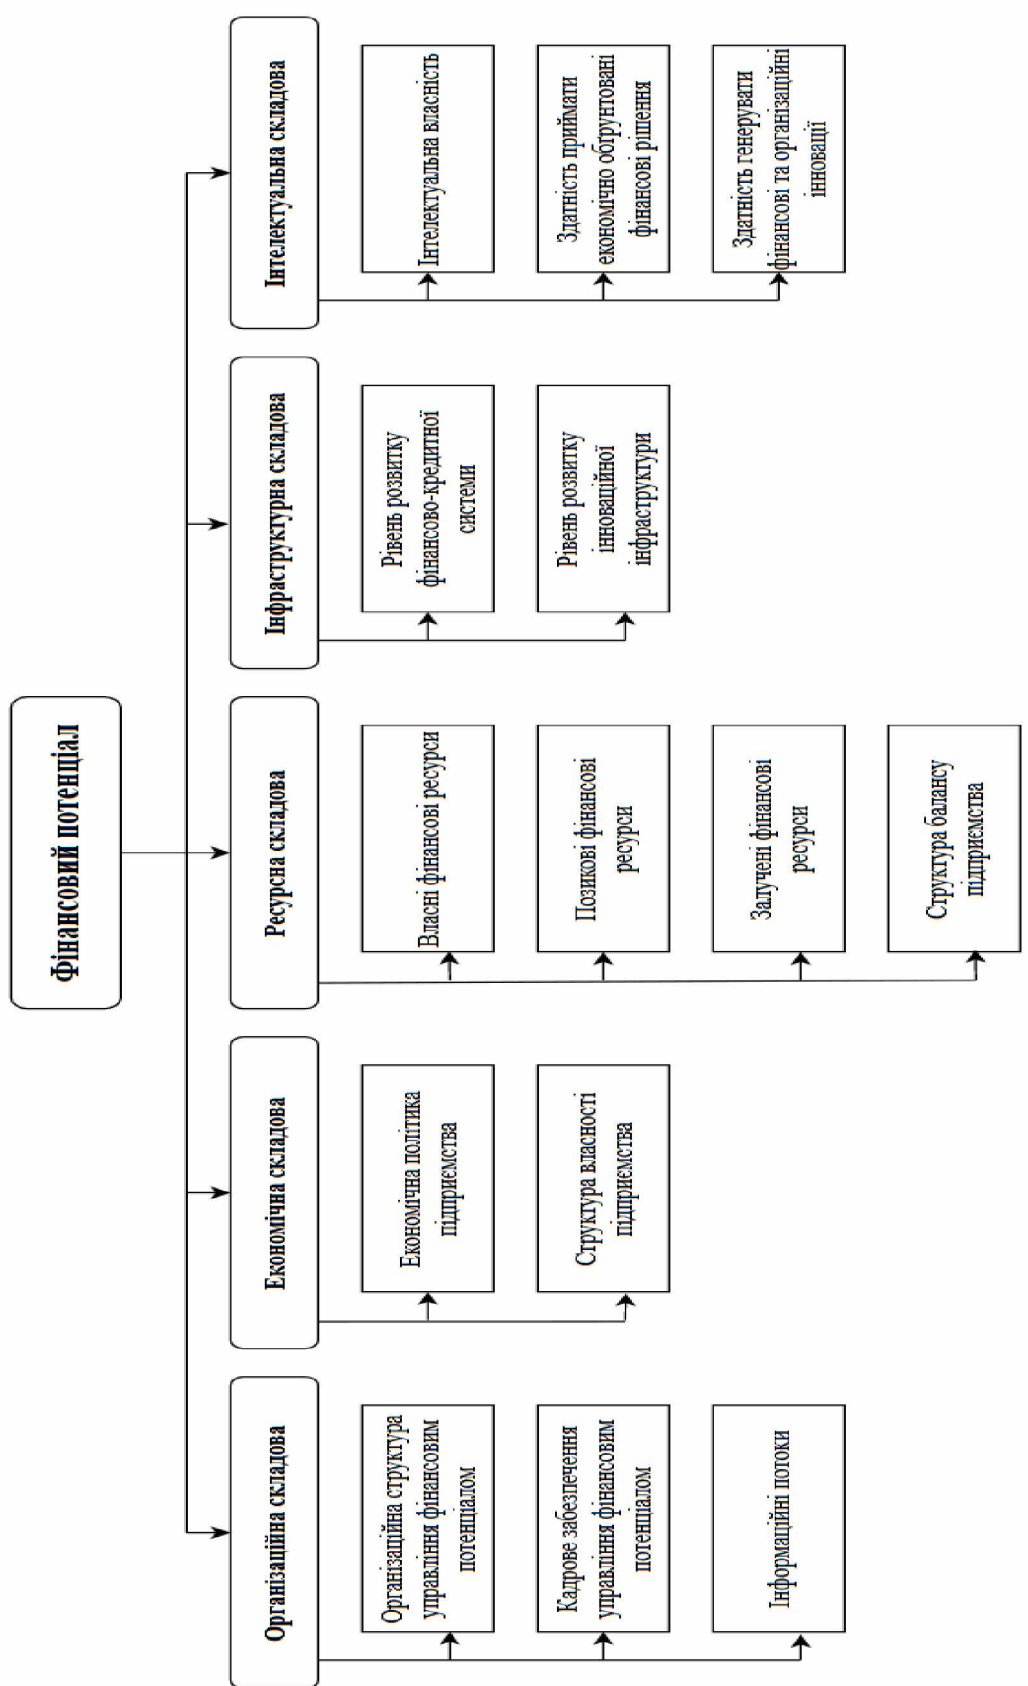 Фінансовий потенціал
Організаційна складова
Організаційна структура
управління фінансовим
потенціалом
Кадрове забезпечення
управління фінансовим
потенціалом
Інформаційні потоки
Економічна складова
Економічна політика
підприємства
Структура власності
підприємства
Ресурсна складова
Власні фінансові ресурси
Позикові фінансові
ресурси
Залучені фінансові
ресурси
Структура балансу
підприємства
Інфраструктурна складова
Рівень розвитку
фінансово-кредитної
системи
Рівень розвитку
інноваційної
інфраструктури
Інтелектуальна складова
Інтелектуальна власність
Здатність приймати
економічно обґрунтовані
фінансові рішення
Здатність генерувати
фінансові та організаційні
інновації